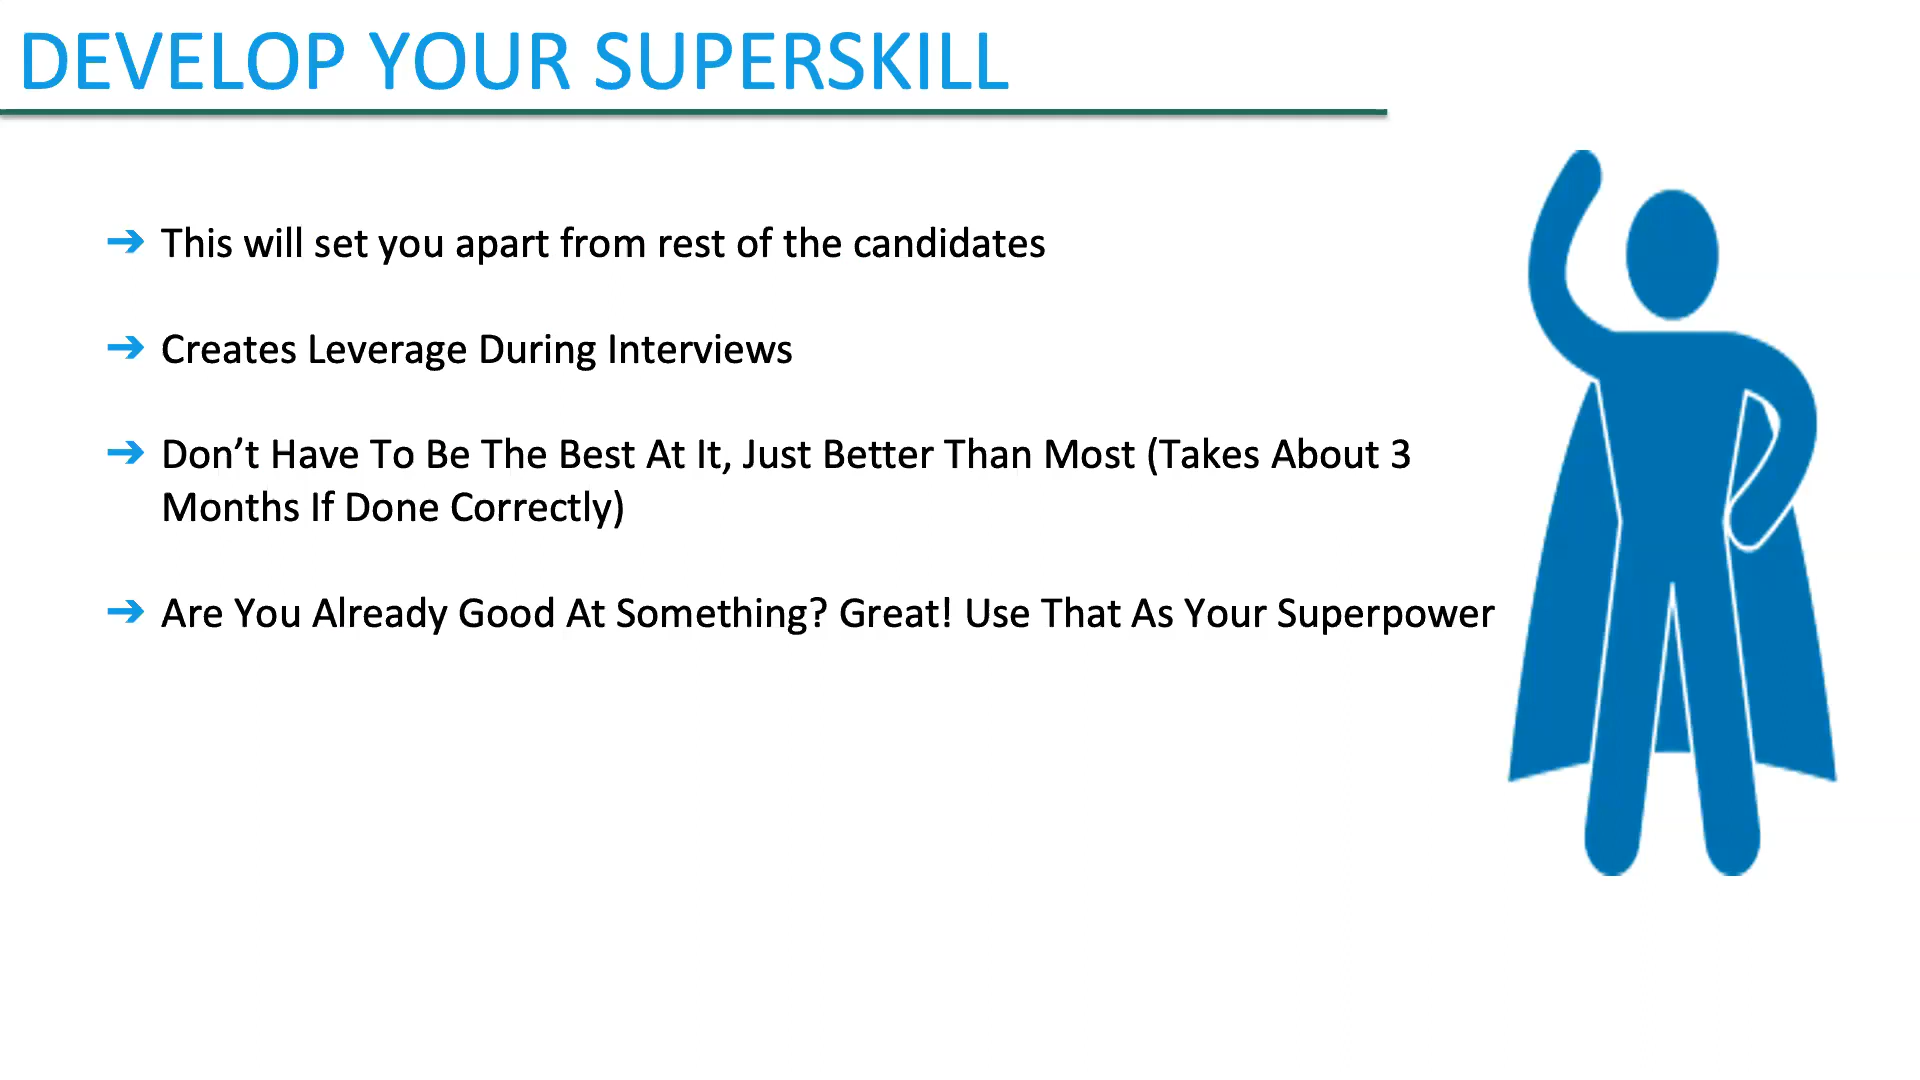 DEVELOP YOUR SUPERSKILL
➔ This will set you apart from rest of the candidates
➔ Creates Leverage During Interviews
➔ Don’t Have To Be The Best At It, Just Better Than Most (Takes About 3
Months If Done Correctly)
➔ Are You Already Good At Something? Great! Use That As Your Superpower